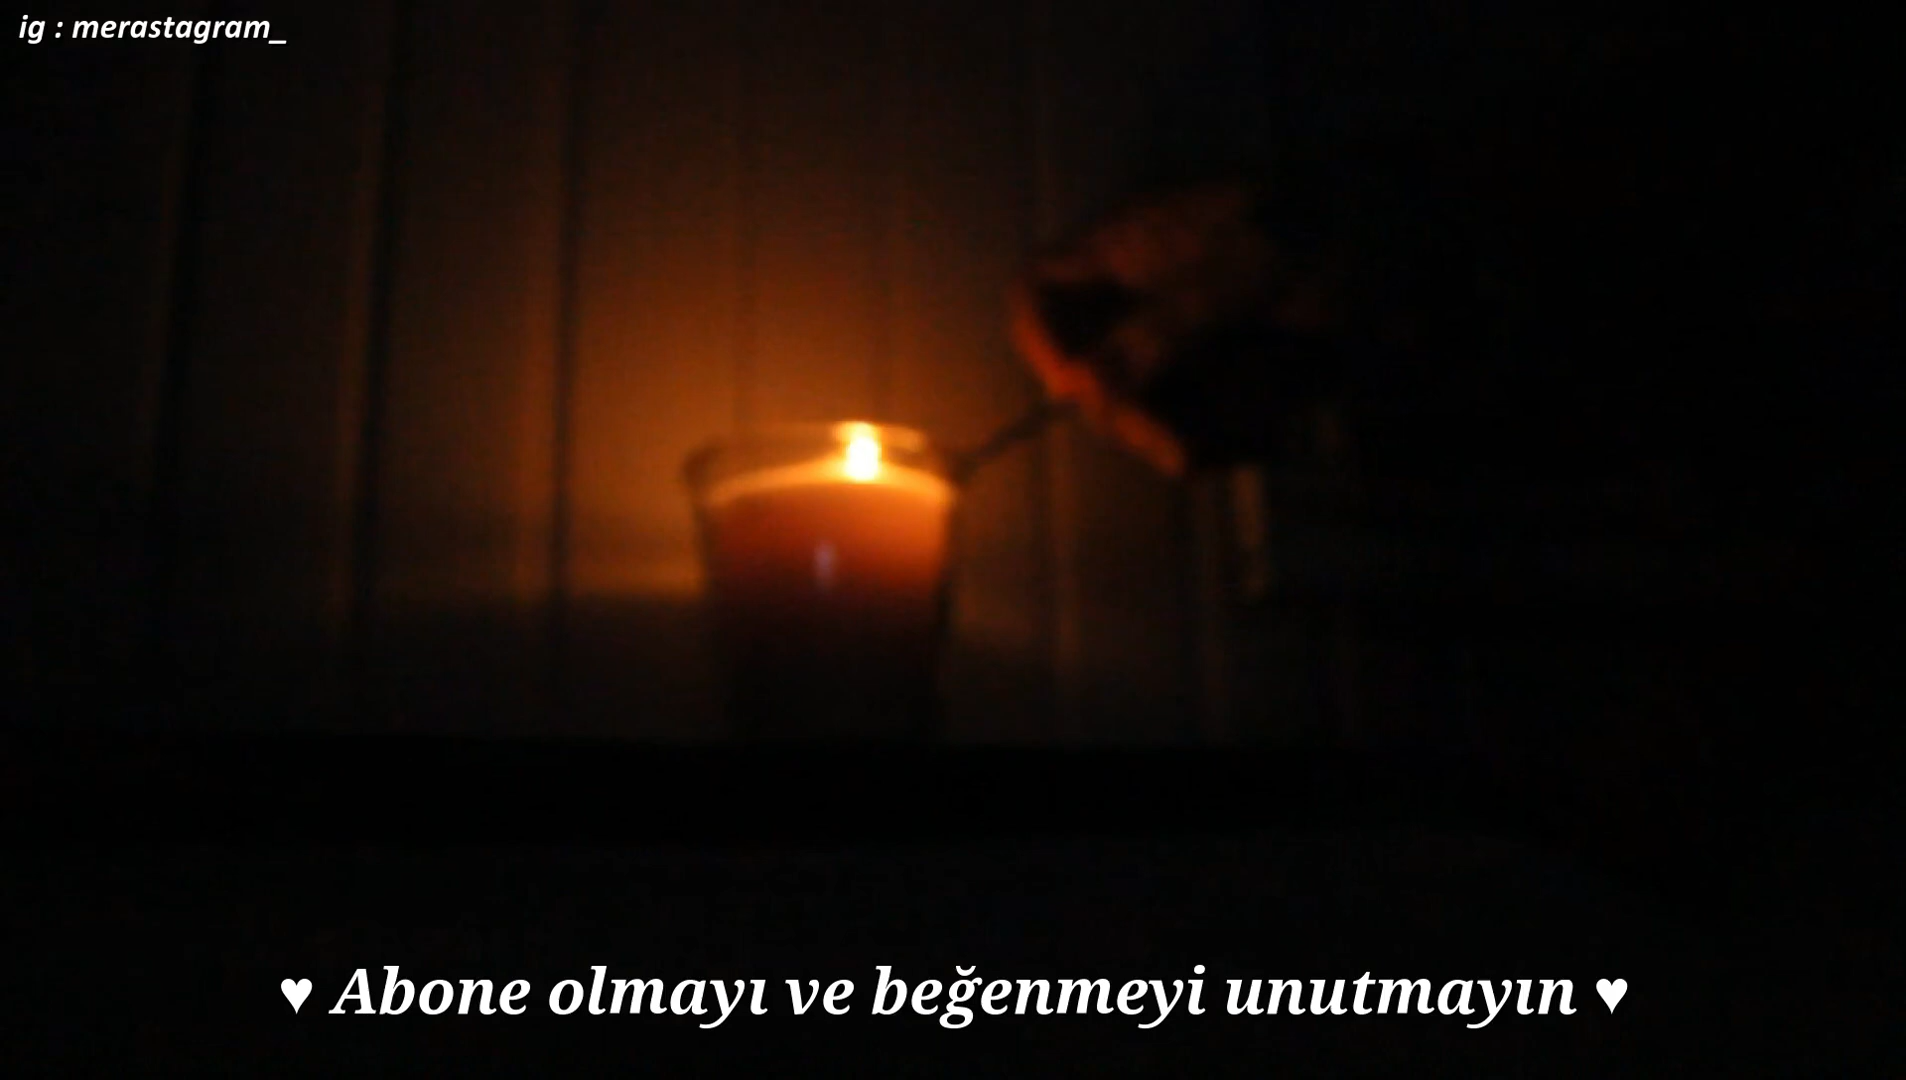 ig : merastagram_
♥ Abone olmayı ve beğenmeyi unutmayın ♥